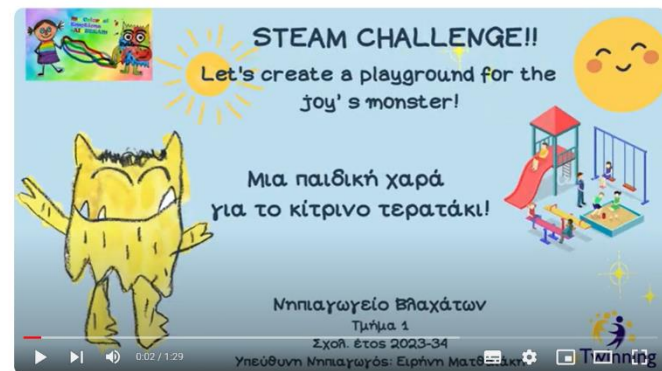 STEAM CHALLENGE!!
Let's create a playground for the
joy' s monster!
Μια παιδική χαρά
για το κίτρινο τερατάκι!
Νηπιαγωγείο Βλαχάτων
Τμήμα 1
Σχολ. έτος 2023-34
Υπεύθυνη Νηπιαγωγός: Ειρήνη
Twinning
0:02 / 1:29